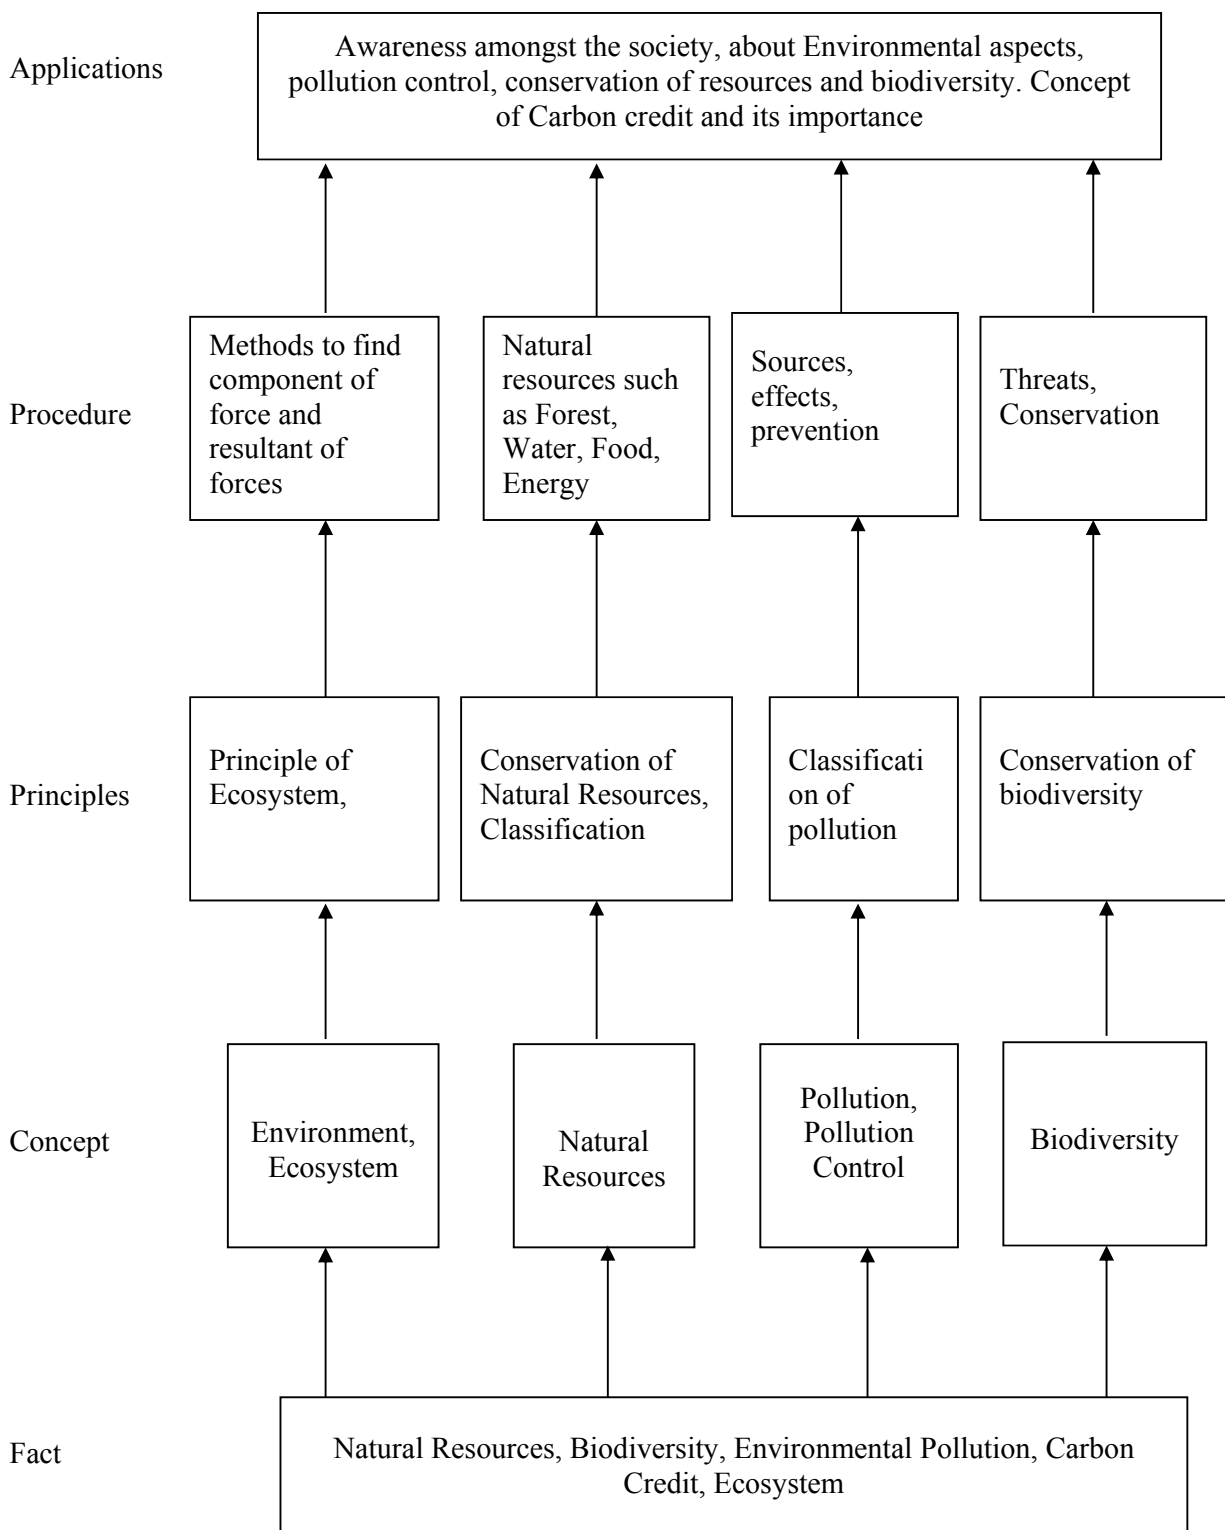 Applications
Awareness amongst the society, about Environmental aspects,
pollution control, conservation of resources and biodiversity. Concept
of Carbon credit and its importance
Procedure
Methods to find
component of
force and
resultant of
forces
Natural
resources such
as Forest,
Water, Food,
Energy
Sources,
effects,
prevention
Threats,
Conservation
Principles
Principle of
Ecosystem,
Conservation of
Natural Resources,
Classification
Classificati
on of
pollution
Conservation of
biodiversity
Concept
Environment,
Ecosystem
Natural
Resources
Pollution,
Pollution
Control
Biodiversity
Fact
Natural Resources, Biodiversity, Environmental Pollution, Carbon
Credit, Ecosystem